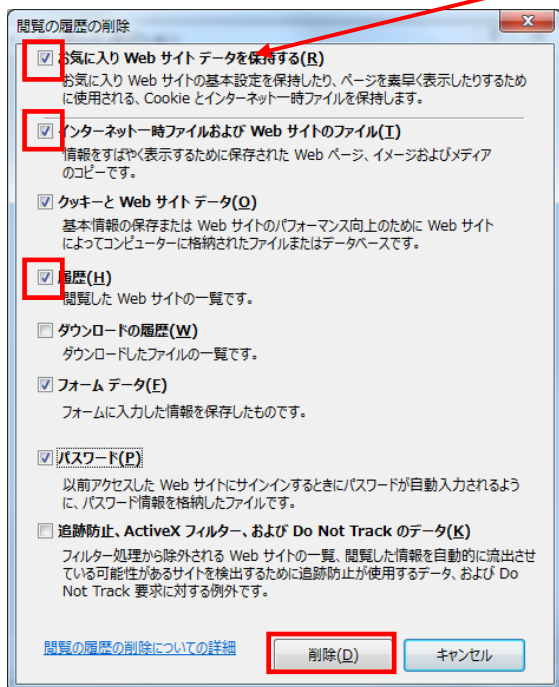 閲覧の履歴の削除
お気に入り Web サイト データを保持する(R)
お気に入り Web サイトの基本設定を保持したり、ページを素早く表示したりするため
に使用される、Cookie とインターネット一時ファイルを保持します。
インターネット一時ファイルおよび Web サイトのファイル(T)
情報をすばやく表示するために保存された Web ページ、イメージおよびメディア
のコピーです。
クッキーと Web サイト データ(O)
基本情報の保存または Web サイトのパフォーマンス向上のために Web サイト
によってコンピューターに格納されたファイルまたはデータベースです。
履歴(H)
閲覧した Web サイトの一覧です。
ダウンロードの履歴(W)
ダウンロードしたファイルの一覧です。
フォーム データ(F)
フォームに入力した情報を保存したものです。
パスワード(P)
以前アクセスした Web サイトにサインインするときにパスワードが自動入力されるよう
に、パスワード情報を格納したファイルです。
追跡防止、ActiveX フィルター、および Do Not Track のデータ(K)
フィルター処理から除外される Web サイトの一覧、閲覧した情報を自動的に流出させ
ている可能性があるサイトを検出するために追跡防止が使用するデータ、および Do
Not Track 要求に対する例外です。
閲覧の履歴の削除についての詳細
削除(D)
キャンセル